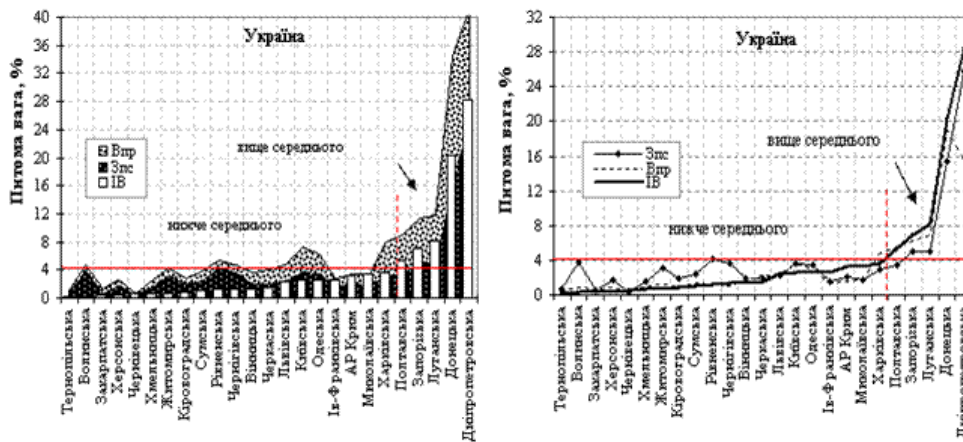 Україна
Питома вага, %
40
36
32
28
24
20
16
12
8
4
0
Впр
Зпс
ІВ
вище середнього
нижче середнього
Тернопільська
Волинська
Закарпатська
Херсонська
Чернівецька
Хмельницька
Житомирська
Кіровоградська
Сумська
Рівненська
Чернігівська
Вінницька
Черкаська
Львівська
Київська
Одеська
Ів-Франківська
АР Крим
Миколаївська
Харківська
Полтавська
Запорізька
Луганська
Донецька
Дніпропетровська
Україна
Питома вага, %
32
28
24
20
16
12
8
4
0
Зпс
Впр
ІВ
вище середнього
нижче середнього
Тернопільська
Волинська
Закарпатська
Херсонська
Чернівецька
Хмельницька
Житомирська
Кіровоградська
Сумська
Рівненська
Чернігівська
Вінницька
Черкаська
Львівська
Київська
Одеська
Ів-Франківська
АР Крим
Миколаївська
Харківська
Полтавська
Запорізька
Луганська
Донецька